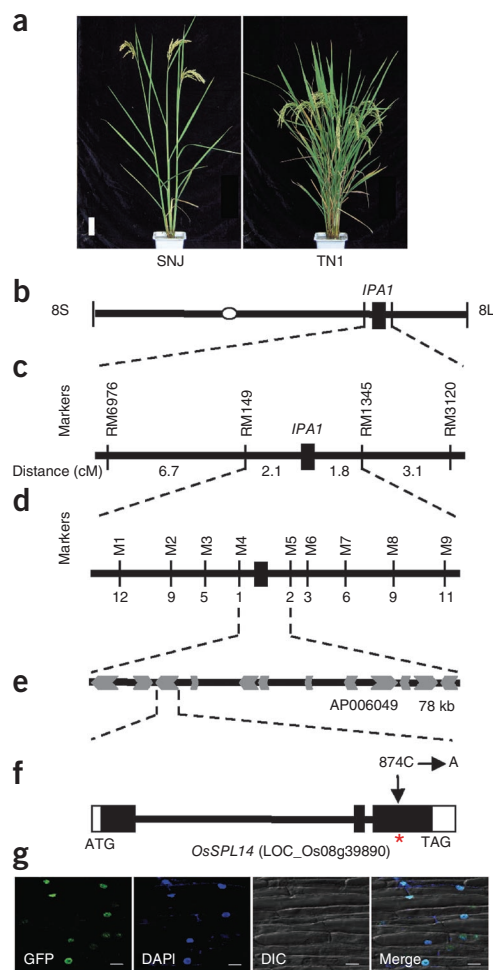 a
SNJ TN1
b
8S IPA1 8L
c
Markers RM6976 RM149 IPA1 RM1345 RM3120
Distance (cM) 6.7 2.1 1.8 3.1
d
Markers M1 M2 M3 M4 M5 M6 M7 M8 M9
12 9 5 1 2 3 6 9 11
e
AP006049 78 kb
f
874C A
ATG * TAG
OsSPL14 (LOC_Os08g39890)
g
GFP DAPI DIC Merge